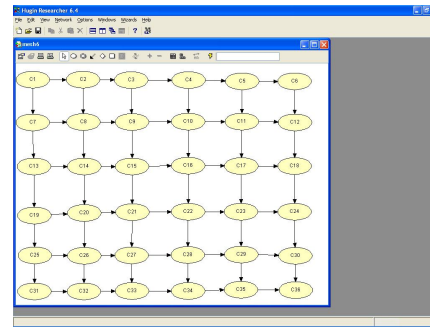 Hugin Researcher 6.4
File Edit View Network Options Windows Wizards Help
mesh6
C1 C2 C3 C4 C5 C6
C7 C8 C9 C10 C11 C12
C13 C14 C15 C16 C17 C18
C19 C20 C21 C22 C23 C24
C25 C26 C27 C28 C29 C30
C31 C32 C33 C34 C35 C36